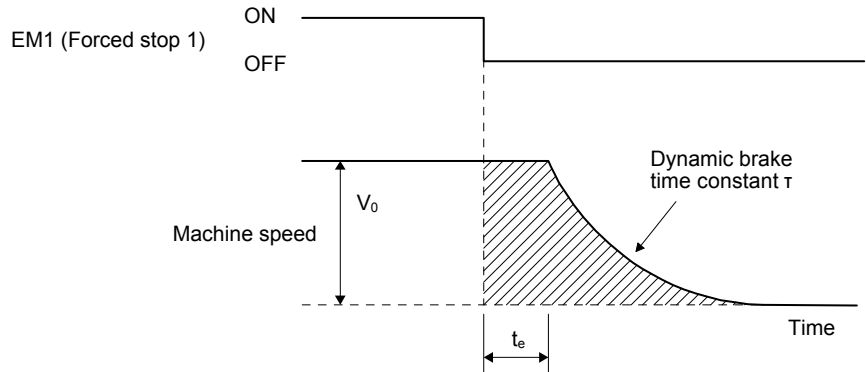 ON
EM1 (Forced stop 1)
OFF
Dynamic brake
time constant τ
V₀
Machine speed
Time
tₑ